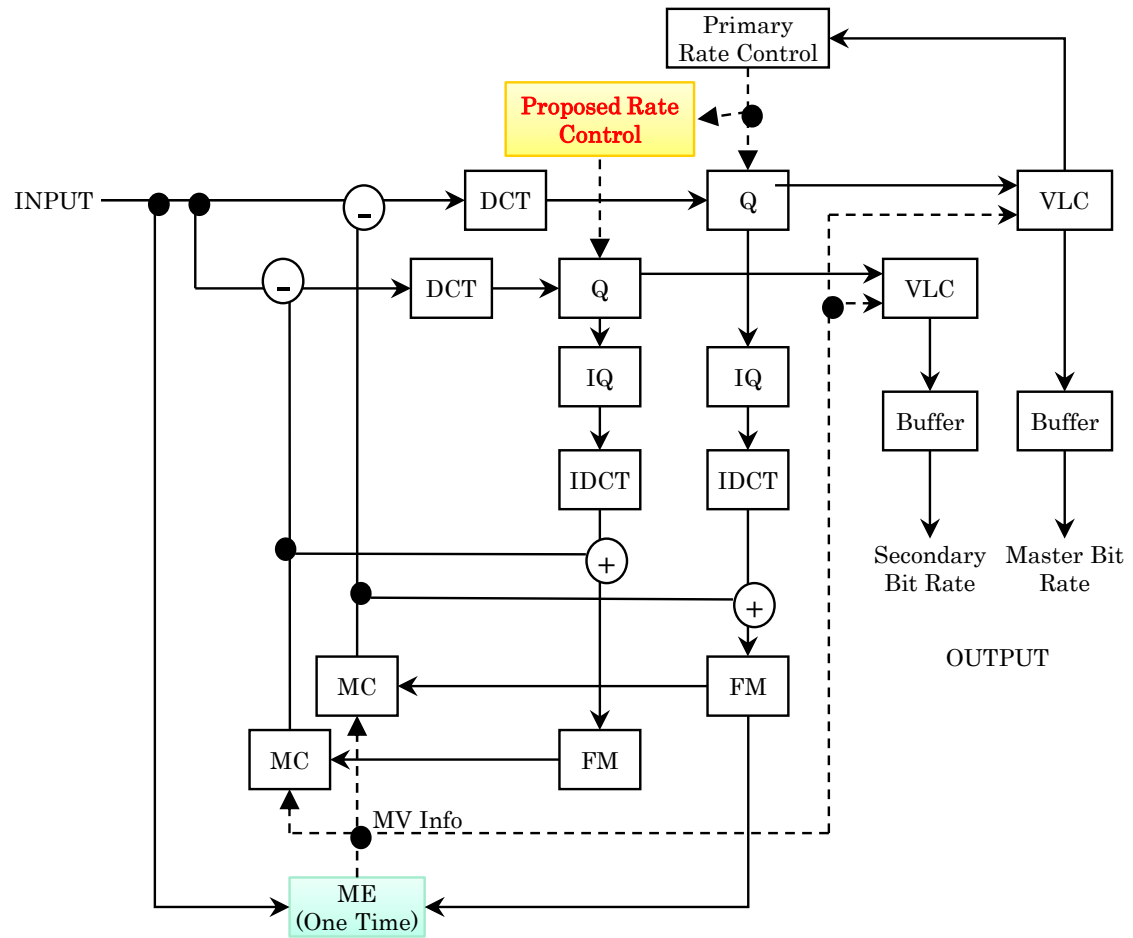 Primary
Rate Control
Proposed Rate
Control
INPUT
-
DCT
Q
VLC
-
DCT
Q
VLC
IQ
IQ
Buffer
Buffer
IDCT
IDCT
+
+
Secondary
Bit Rate
Master Bit
Rate
OUTPUT
MC
FM
MC
FM
MV Info
ME
(One Time)